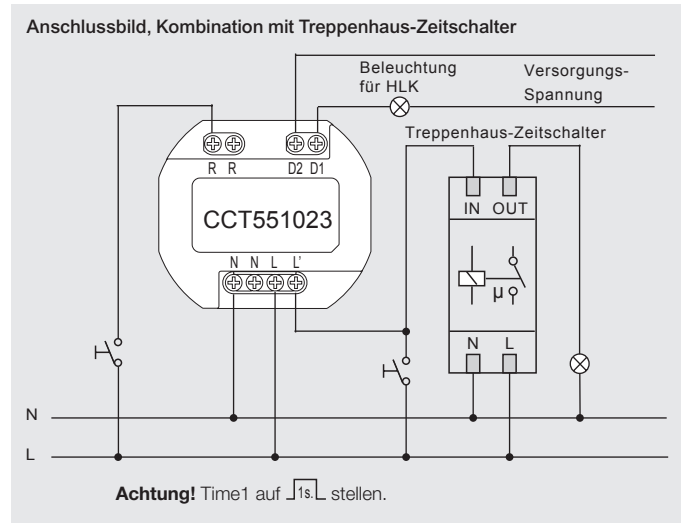 Anschlussbild, Kombination mit Treppenhaus-Zeitschalter
Beleuchtung für HLK
Versorgungs-Spannung
Treppenhaus-Zeitschalter
R R D2 D1
IN OUT
CCT551023
N N L L'
µ
N L
N
L
Achtung! Time1 auf 1s. stellen.